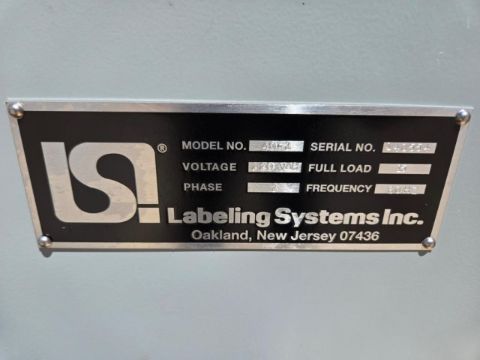 LSI ®
MODEL NO. SERIAL NO.
VOLTAGE FULL LOAD
PHASE FREQUENCY
Labeling Systems Inc.
Oakland, New Jersey 07436